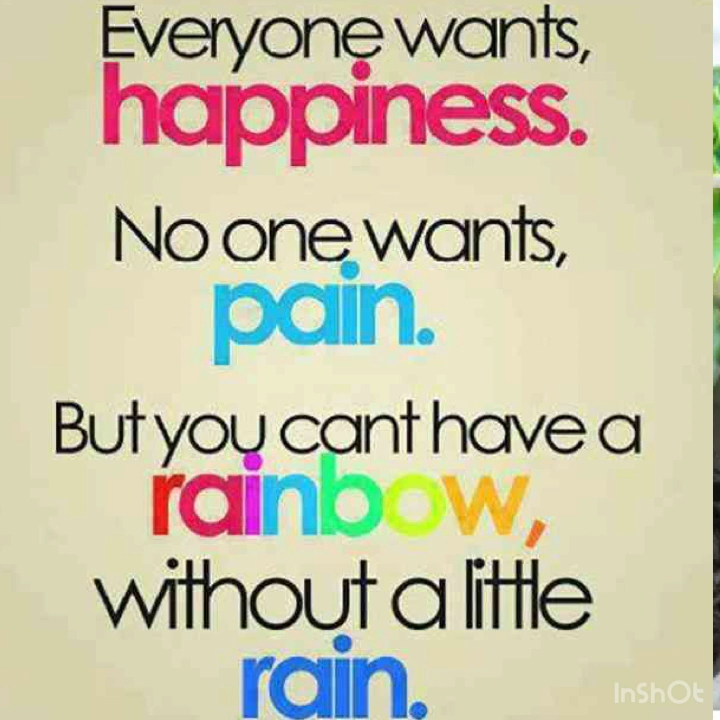 Everyone wants,
happiness.
No one wants,
pain.
But you cant have a
rainbow,
without a little
rain.
InShOt